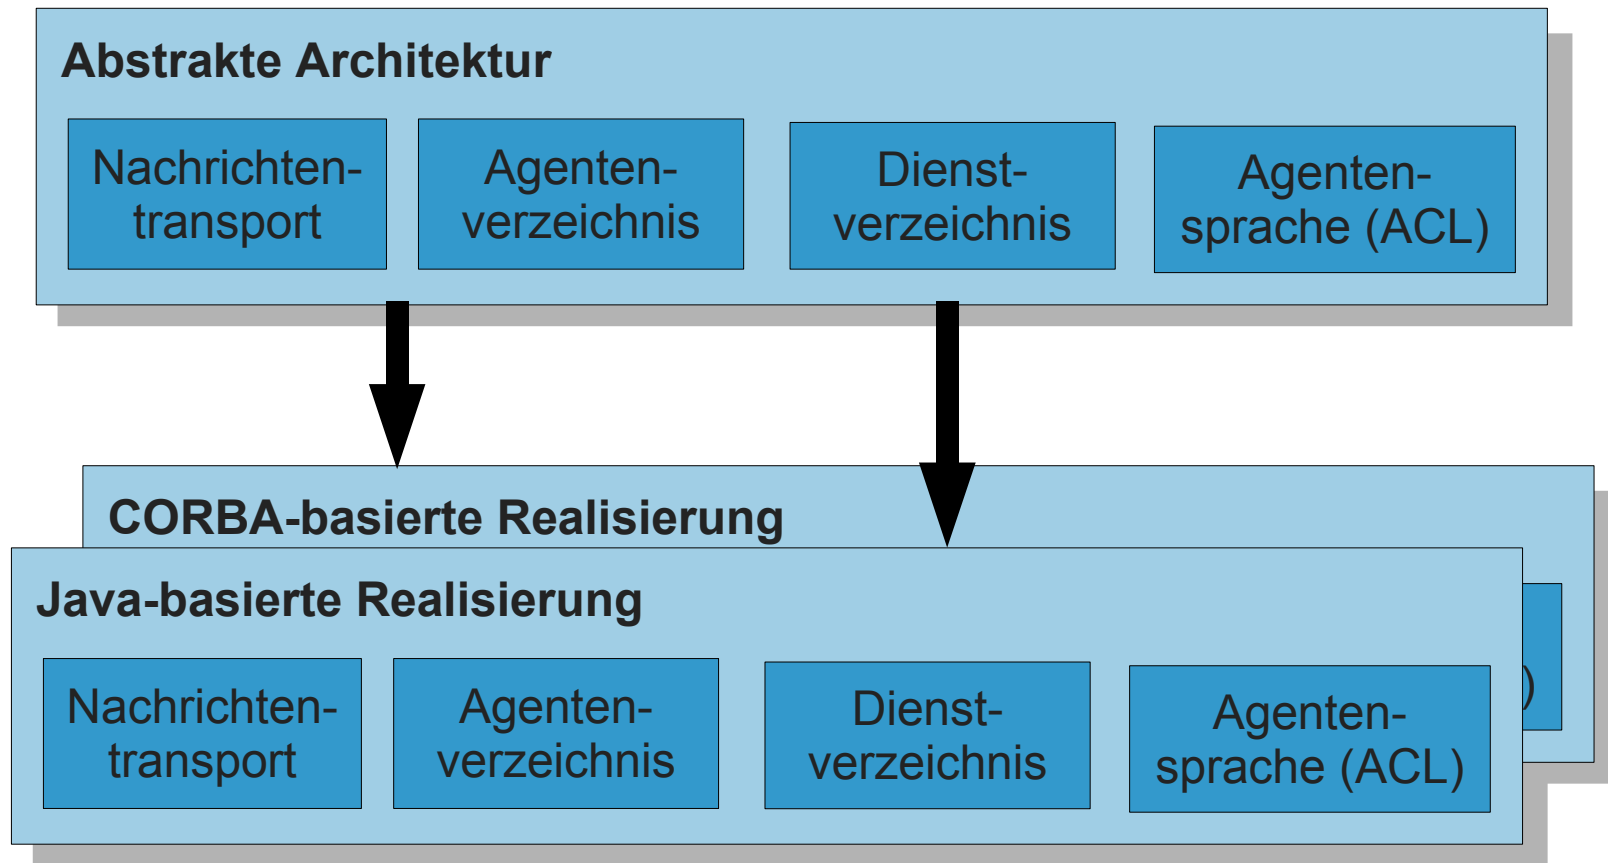 Abstrakte Architektur
Nachrichten-
transport
Agenten-
verzeichnis
Dienst-
verzeichnis
Agenten-
sprache (ACL)
CORBA-basierte Realisierung
)
Java-basierte Realisierung
Nachrichten-
transport
Agenten-
verzeichnis
Dienst-
verzeichnis
Agenten-
sprache (ACL)